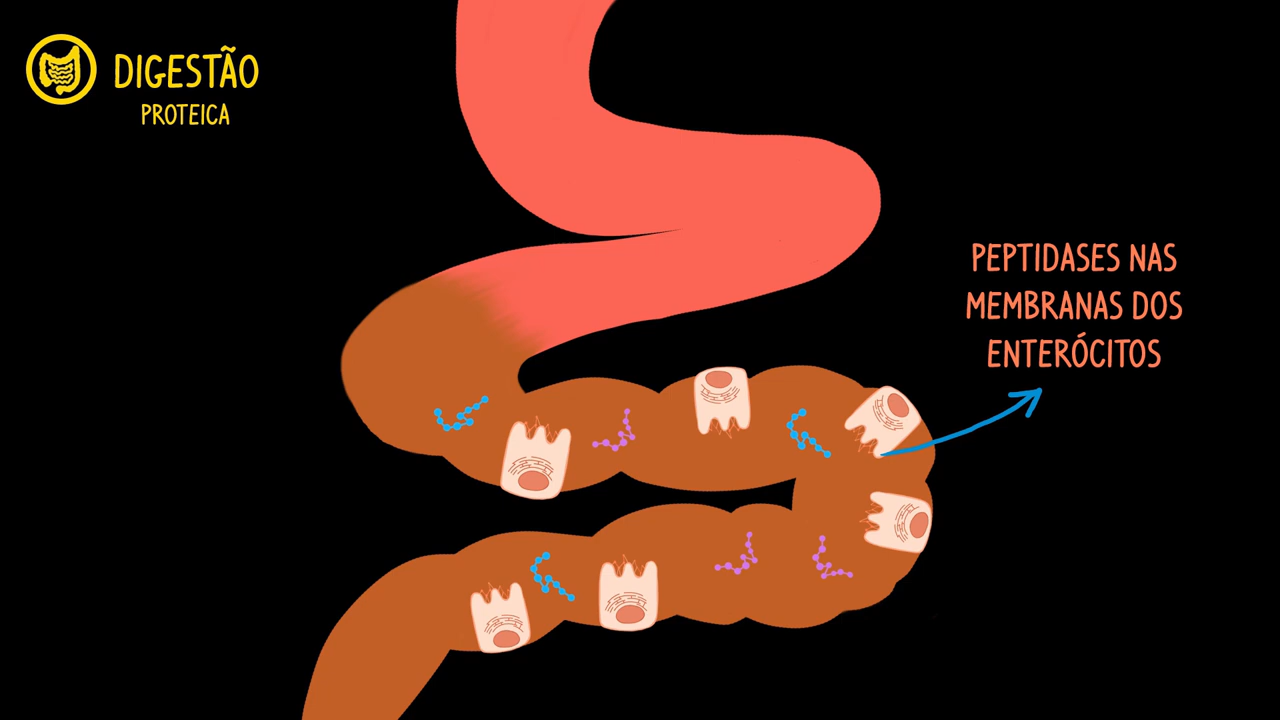 DIGESTÃO
PROTEICA
PEPTIDASES NAS
MEMBRANAS DOS
ENTERÓCITOS